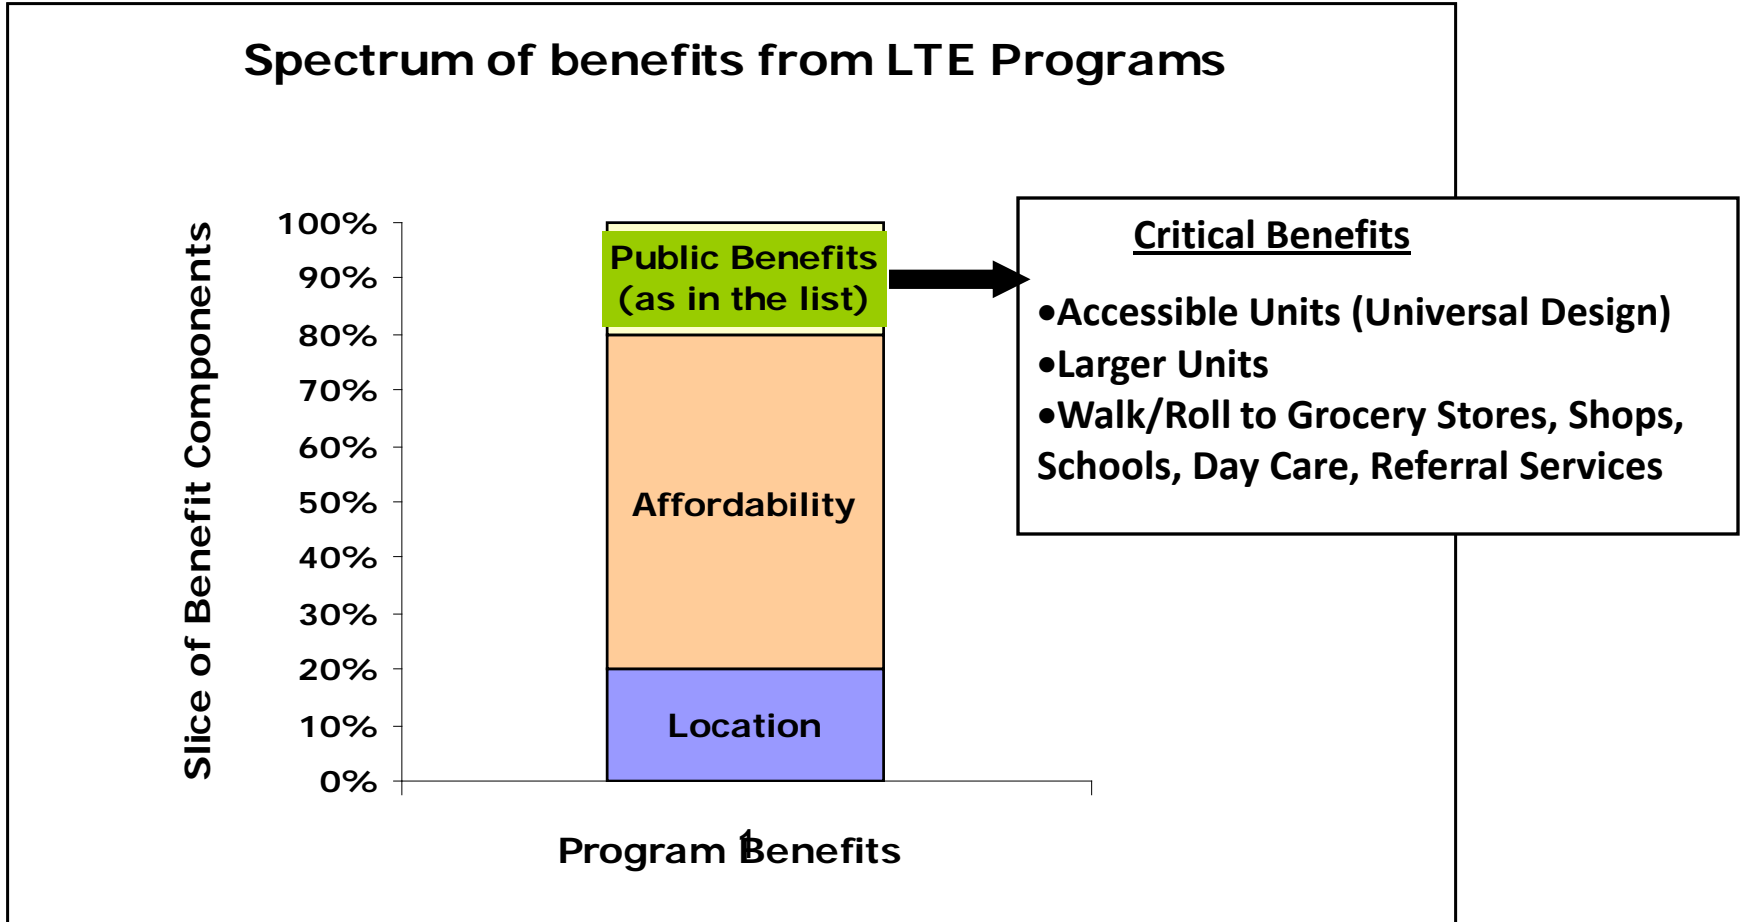 Spectrum of benefits from LTE Programs
Slice of Benefit Components
100%
90%
80%
70%
60%
50%
40%
30%
20%
10%
0%
Public Benefits
(as in the list)
Affordability
Location
1
Program Benefits
Critical Benefits
•Accessible Units (Universal Design)
•Larger Units
•Walk/Roll to Grocery Stores, Shops,
Schools, Day Care, Referral Services